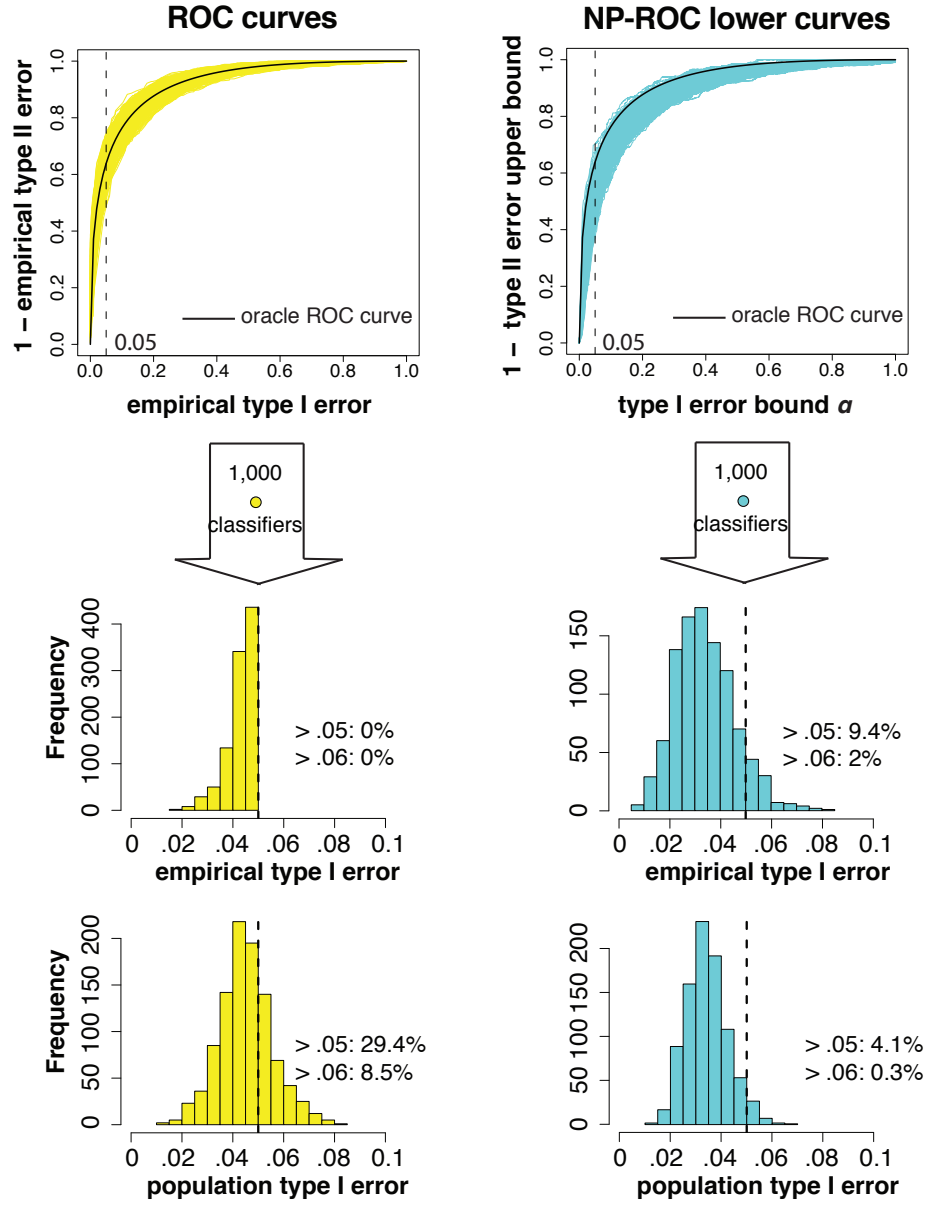 ROC curves
1 − empirical type II error
0.0 0.2 0.4 0.6 0.8 1.0
0.05
oracle ROC curve
0.0 0.2 0.4 0.6 0.8 1.0
empirical type I error
NP-ROC lower curves
1 − type II error upper bound
0.0 0.2 0.4 0.6 0.8 1.0
0.05
oracle ROC curve
0.0 0.2 0.4 0.6 0.8 1.0
type I error bound α
1,000
classifiers
1,000
classifiers
Frequency
0 100 200 300 400
> .05: 0%
> .06: 0%
0 .02 .04 .06 .08 0.1
empirical type I error
0 50 100 150
> .05: 9.4%
> .06: 2%
0 .02 .04 .06 .08 0.1
empirical type I error
Frequency
0 50 100 150 200
> .05: 29.4%
> .06: 8.5%
0 .02 .04 .06 .08 0.1
population type I error
0 50 100 150 200
> .05: 4.1%
> .06: 0.3%
0 .02 .04 .06 .08 0.1
population type I error